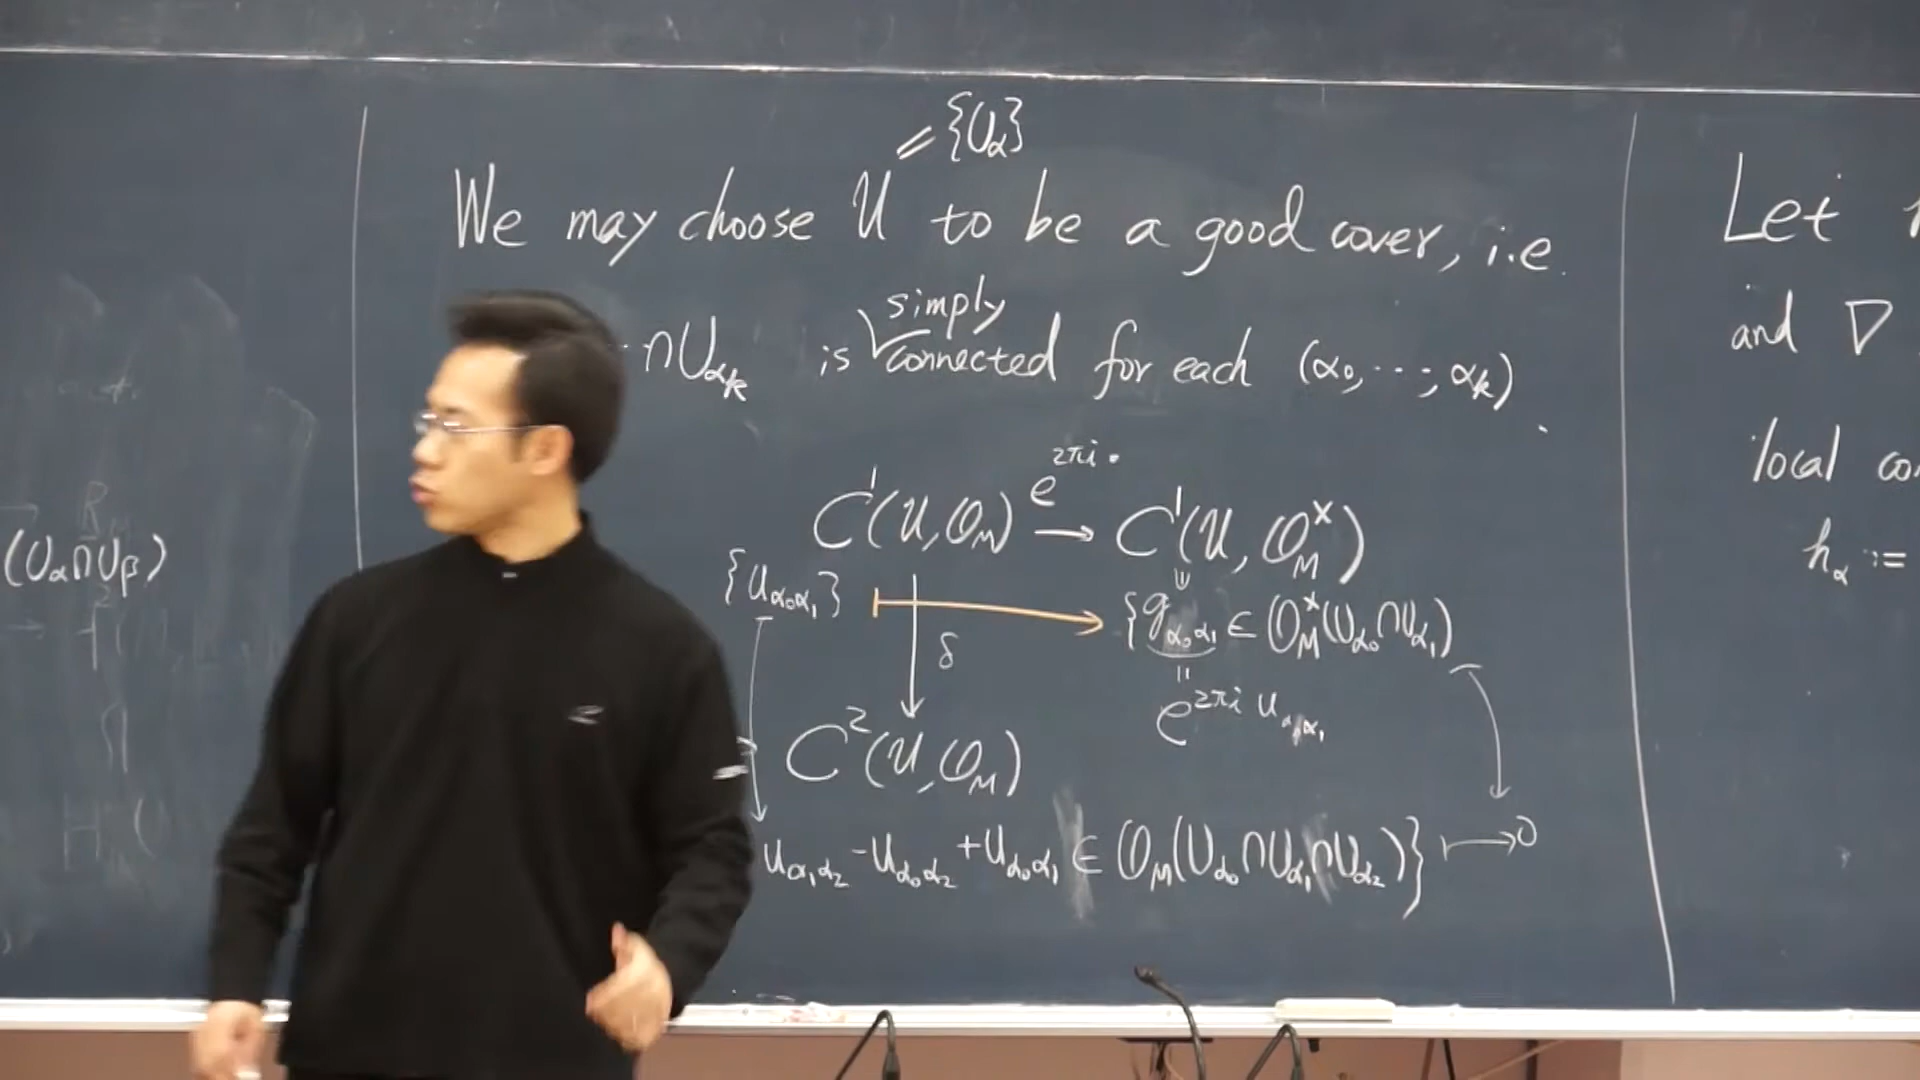 = {U_α}
We may choose 𝒰 to be a good cover, i.e.
⋯∩U_{α_k} is simply connected for each (α_0, ⋯, α_k)
C^1(𝒰, 𝒪_M) → e^{2πi·} C^1(𝒰, 𝒪_M^×)
{u_{α_0α_1}} ↦ {g_{α_0α_1} ∈ 𝒪_M^×(U_{α_0}∩U_{α_1})
δ
= e^{2πi u_{α_0α_1}}
C^2(𝒰, 𝒪_M)
u_{α_1α_2} - u_{α_0α_2} + u_{α_0α_1} ∈ 𝒪_M(U_{α_0}∩U_{α_1}∩U_{α_2})} ↦ 0
(U_α∩U_β)
Let
and ∇
local
h_α :=